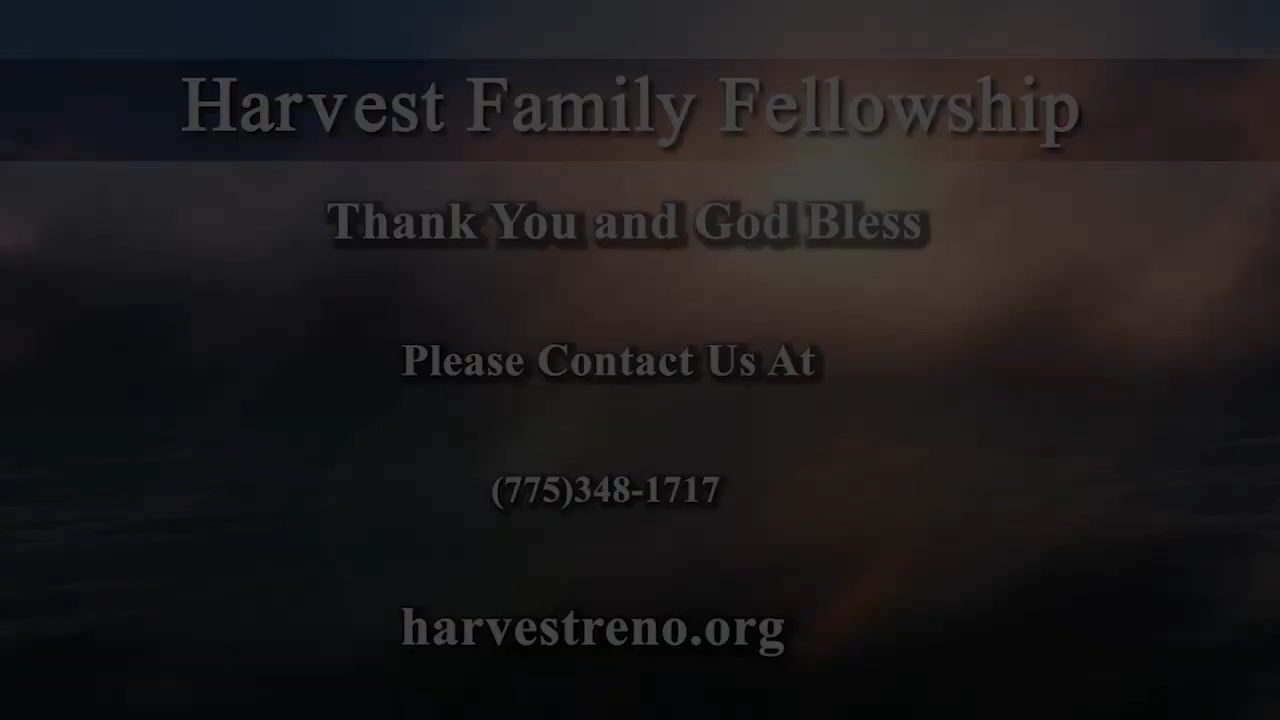 Harvest Family Fellowship
Thank You and God Bless
Please Contact Us At
(775)348-1717
harvestreno.org